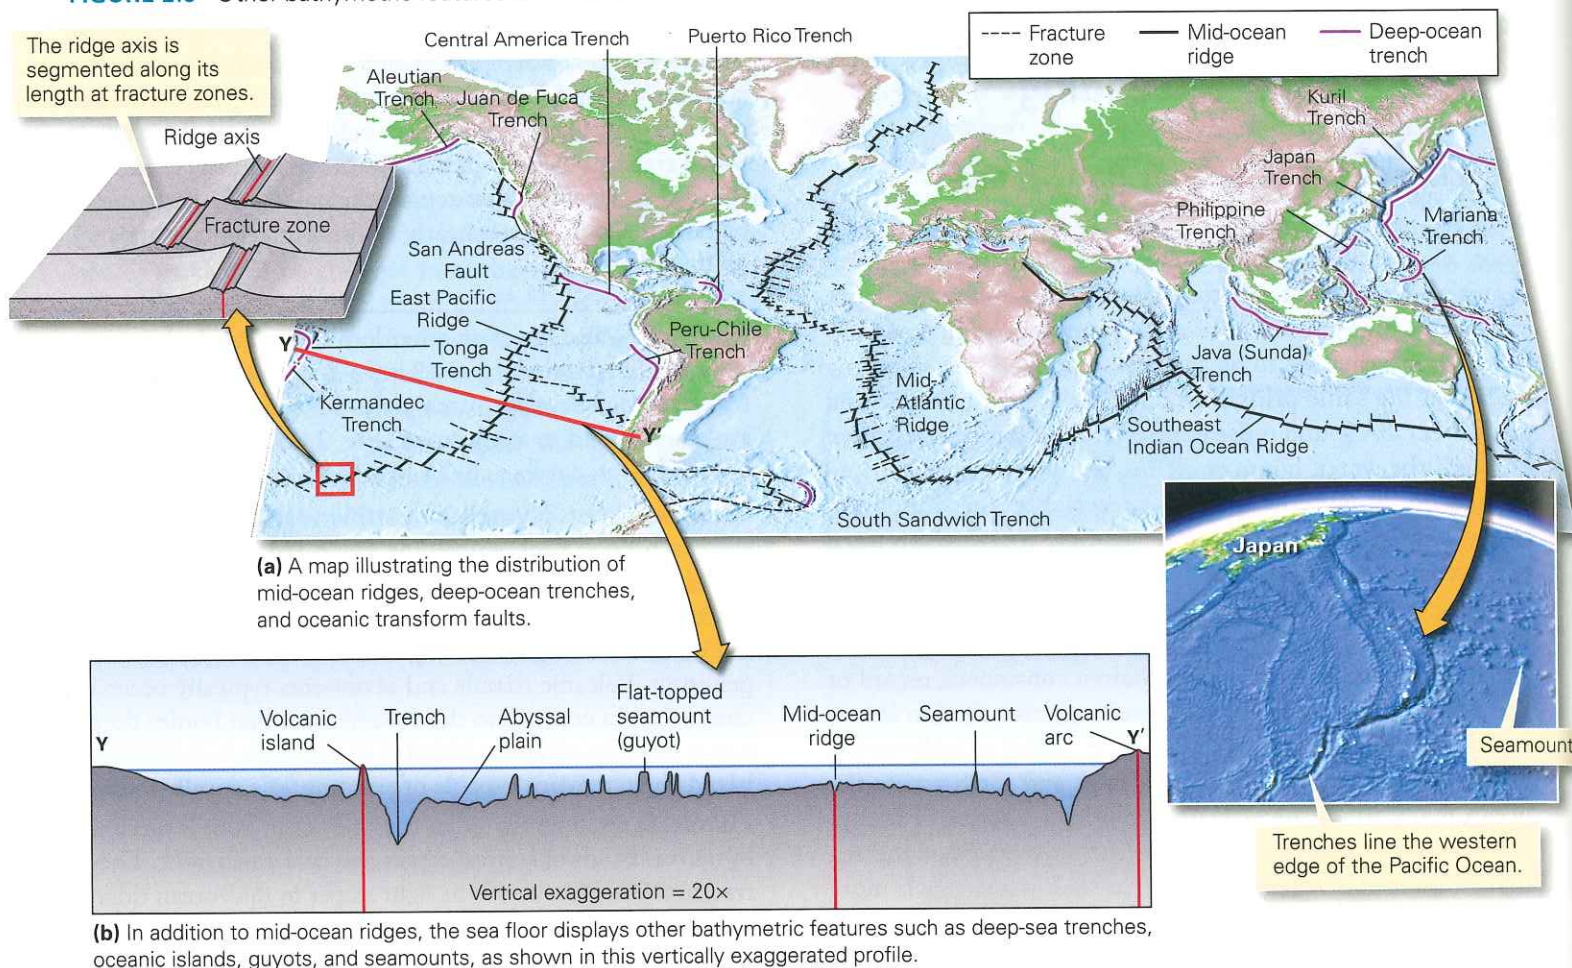 The ridge axis is
segmented along its
length at fracture zones.
Ridge axis
Fracture zone
Central America Trench
Puerto Rico Trench
Fracture
zone
Mid-ocean
ridge
Deep-ocean
trench
Aleutian
Trench
Juan de Fuca
Trench
Kuril
Trench
Japan
Trench
Philippine
Trench
Mariana
Trench
San Andreas
Fault
East Pacific
Ridge
Y
Tonga
Trench
Peru-Chile
Trench
Kermandec
Trench
Y'
Mid-
Atlantic
Ridge
Java (Sunda)
Trench
Southeast
Indian Ocean Ridge
South Sandwich Trench
(a) A map illustrating the distribution of
mid-ocean ridges, deep-ocean trenches,
and oceanic transform faults.
Japan
Seamount
Trenches line the western
edge of the Pacific Ocean.
Y
Volcanic
island
Trench
Abyssal
plain
Flat-topped
seamount
(guyot)
Mid-ocean
ridge
Seamount
Volcanic
arc
Y'
Vertical exaggeration = 20×
(b) In addition to mid-ocean ridges, the sea floor displays other bathymetric features such as deep-sea trenches,
oceanic islands, guyots, and seamounts, as shown in this vertically exaggerated profile.